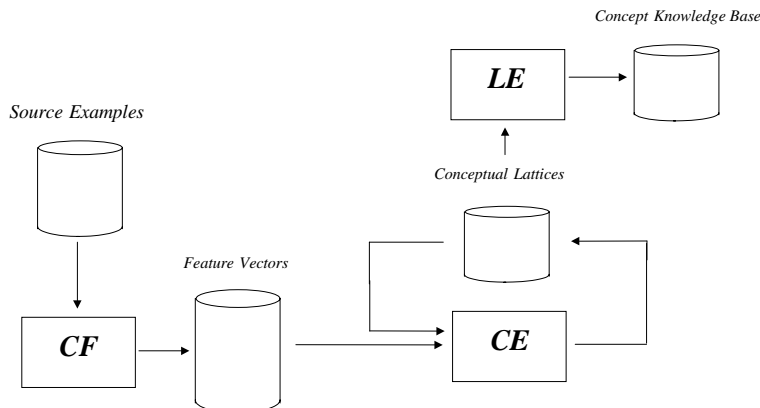 Concept Knowledge Base
LE
Source Examples
Conceptual Lattices
Feature Vectors
CF
CE